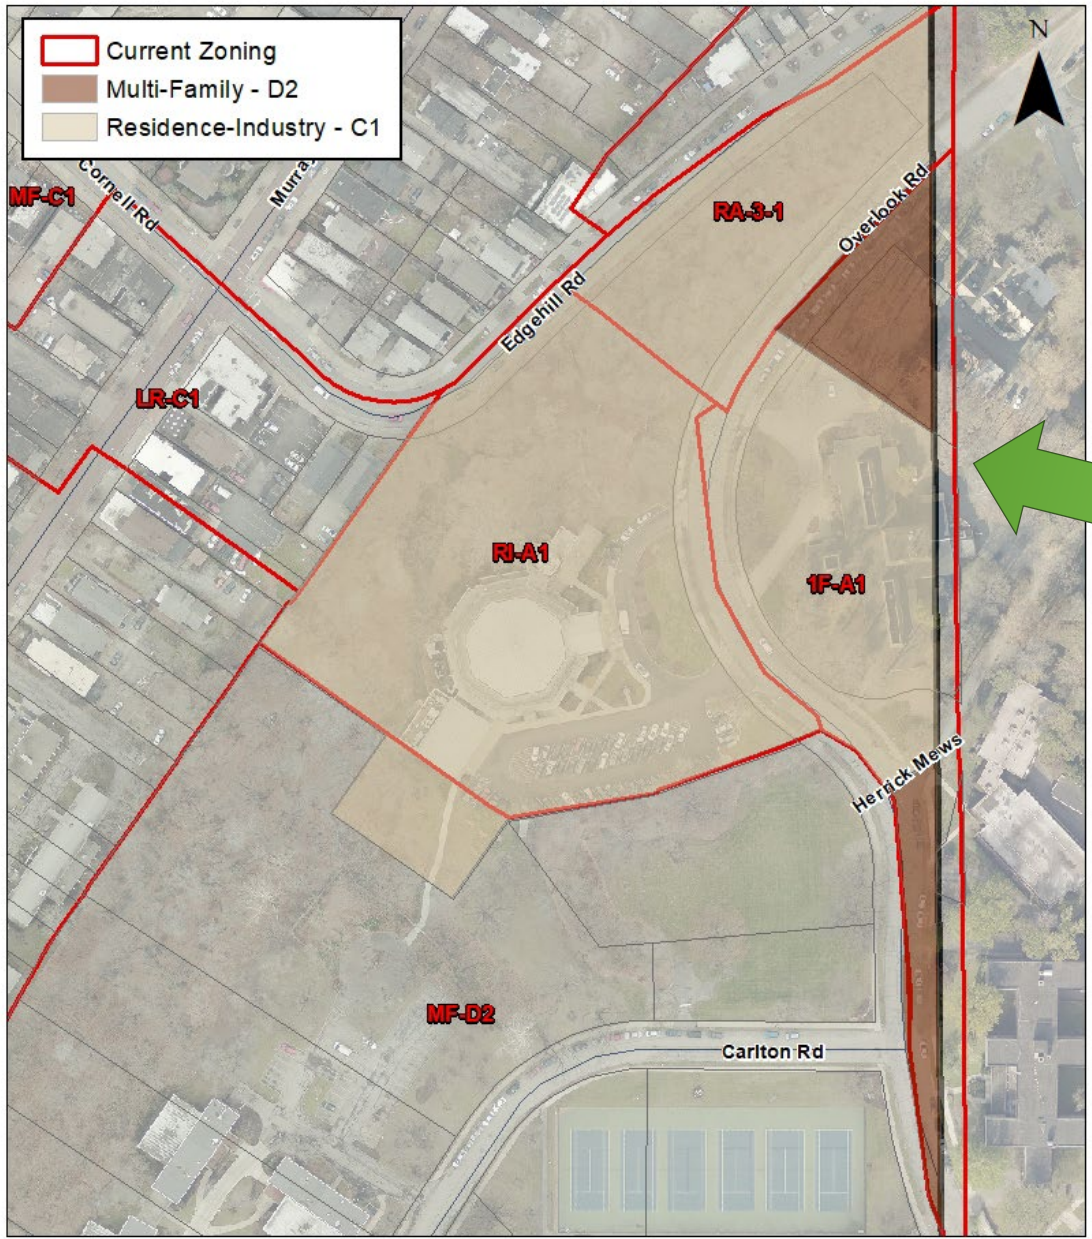 Current Zoning
Multi-Family - D2
Residence-Industry - C1
N
MF-C1
Cornell Rd
Murray
RA-3-1
Overlook Rd
Edgehill Rd
LR-C1
RI-A1
1F-A1
Herrick Mews
MF-D2
Carlton Rd